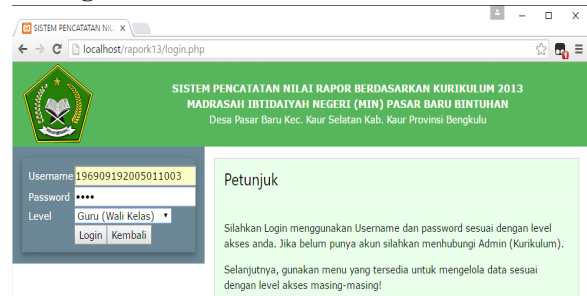 SISTEM PENCATATAN NIL
localhost/rapork13/login.php
SISTEM PENCATATAN NILAI RAPOR BERDASARKAN KURIKULUM 2013
MADRASAH IBTIDAIYAH NEGERI (MIN) PASAR BARU BINTUHAN
Desa Pasar Baru Kec. Kaur Selatan Kab. Kaur Provinsi Bengkulu
Username 196909192005011003
Password ••••
Level Guru (Wali Kelas)
Login Kembali
Petunjuk
Silahkan Login menggunakan Username dan password sesuai dengan level
akses anda. Jika belum punya akun silahkan menhubungi Admin (Kurikulum).
Selanjutnya, gunakan menu yang tersedia untuk mengelola data sesuai
dengan level akses masing-masing!